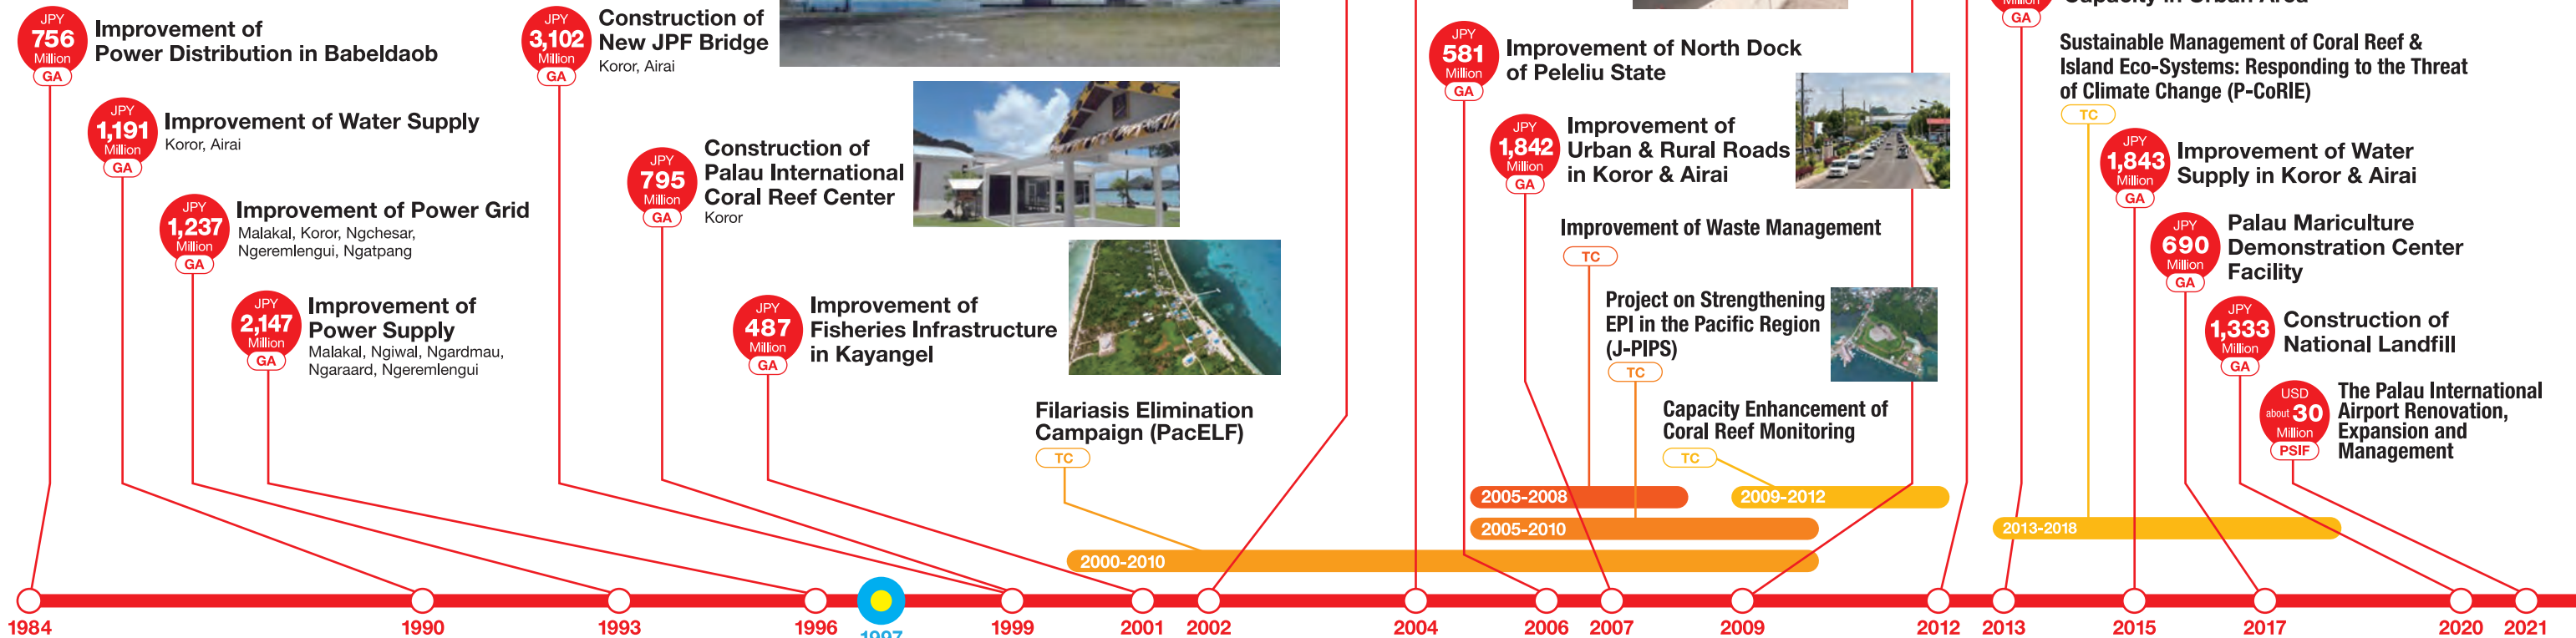 JPY
756
Million
GA
Improvement of
Power Distribution in Babeldaob
JPY
1,191
Million
GA
Improvement of Water Supply
Koror, Airai
JPY
1,237
Million
GA
Improvement of Power Grid
Malakal, Koror, Ngchesar,
Ngeremlengui, Ngatpang
JPY
2,147
Million
GA
Improvement of
Power Supply
Malakal, Ngiwal, Ngardmau,
Ngaraard, Ngeremlengui
JPY
3,102
Million
GA
Construction of
New JPF Bridge
Koror, Airai
JPY
795
Million
GA
Construction of
Palau International
Coral Reef Center
Koror
JPY
487
Million
GA
Improvement of
Fisheries Infrastructure
in Kayangel
Filariasis Elimination
Campaign (PacELF)
TC
JPY
581
Million
GA
Improvement of North Dock
of Peleliu State
JPY
1,842
Million
GA
Improvement of
Urban & Rural Roads
in Koror & Airai
Improvement of Waste Management
TC
Project on Strengthening
EPI in the Pacific Region
(J-PIPS)
TC
Capacity Enhancement of
Coral Reef Monitoring
TC
Million
GA
Capacity in Urban Area
Sustainable Management of Coral Reef &
Island Eco-Systems: Responding to the Threat
of Climate Change (P-CoRIE)
TC
JPY
1,843
Million
GA
Improvement of Water
Supply in Koror & Airai
JPY
690
Million
GA
Palau Mariculture
Demonstration Center
Facility
JPY
1,333
Million
GA
Construction of
National Landfill
USD
about 30
Million
PSIF
The Palau International
Airport Renovation,
Expansion and
Management
2005-2008
2009-2012
2005-2010
2013-2018
2000-2010
1984
1990
1993
1996
1997
1999
2001
2002
2004
2006
2007
2009
2012
2013
2015
2017
2020
2021